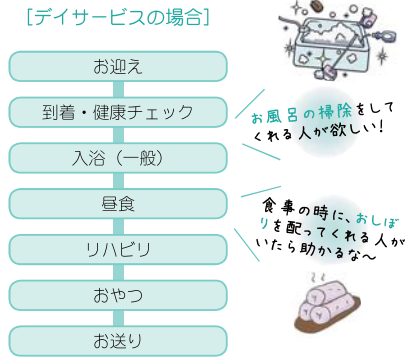 ［デイサービスの場合］
お迎え
到着・健康チェック
お風呂の掃除をして
くれる人が欲しい！
入浴（一般）
昼食
食事の時に、おしぼ
りを配ってくれる人が
いたら助かるな～
リハビリ
おやつ
お送り